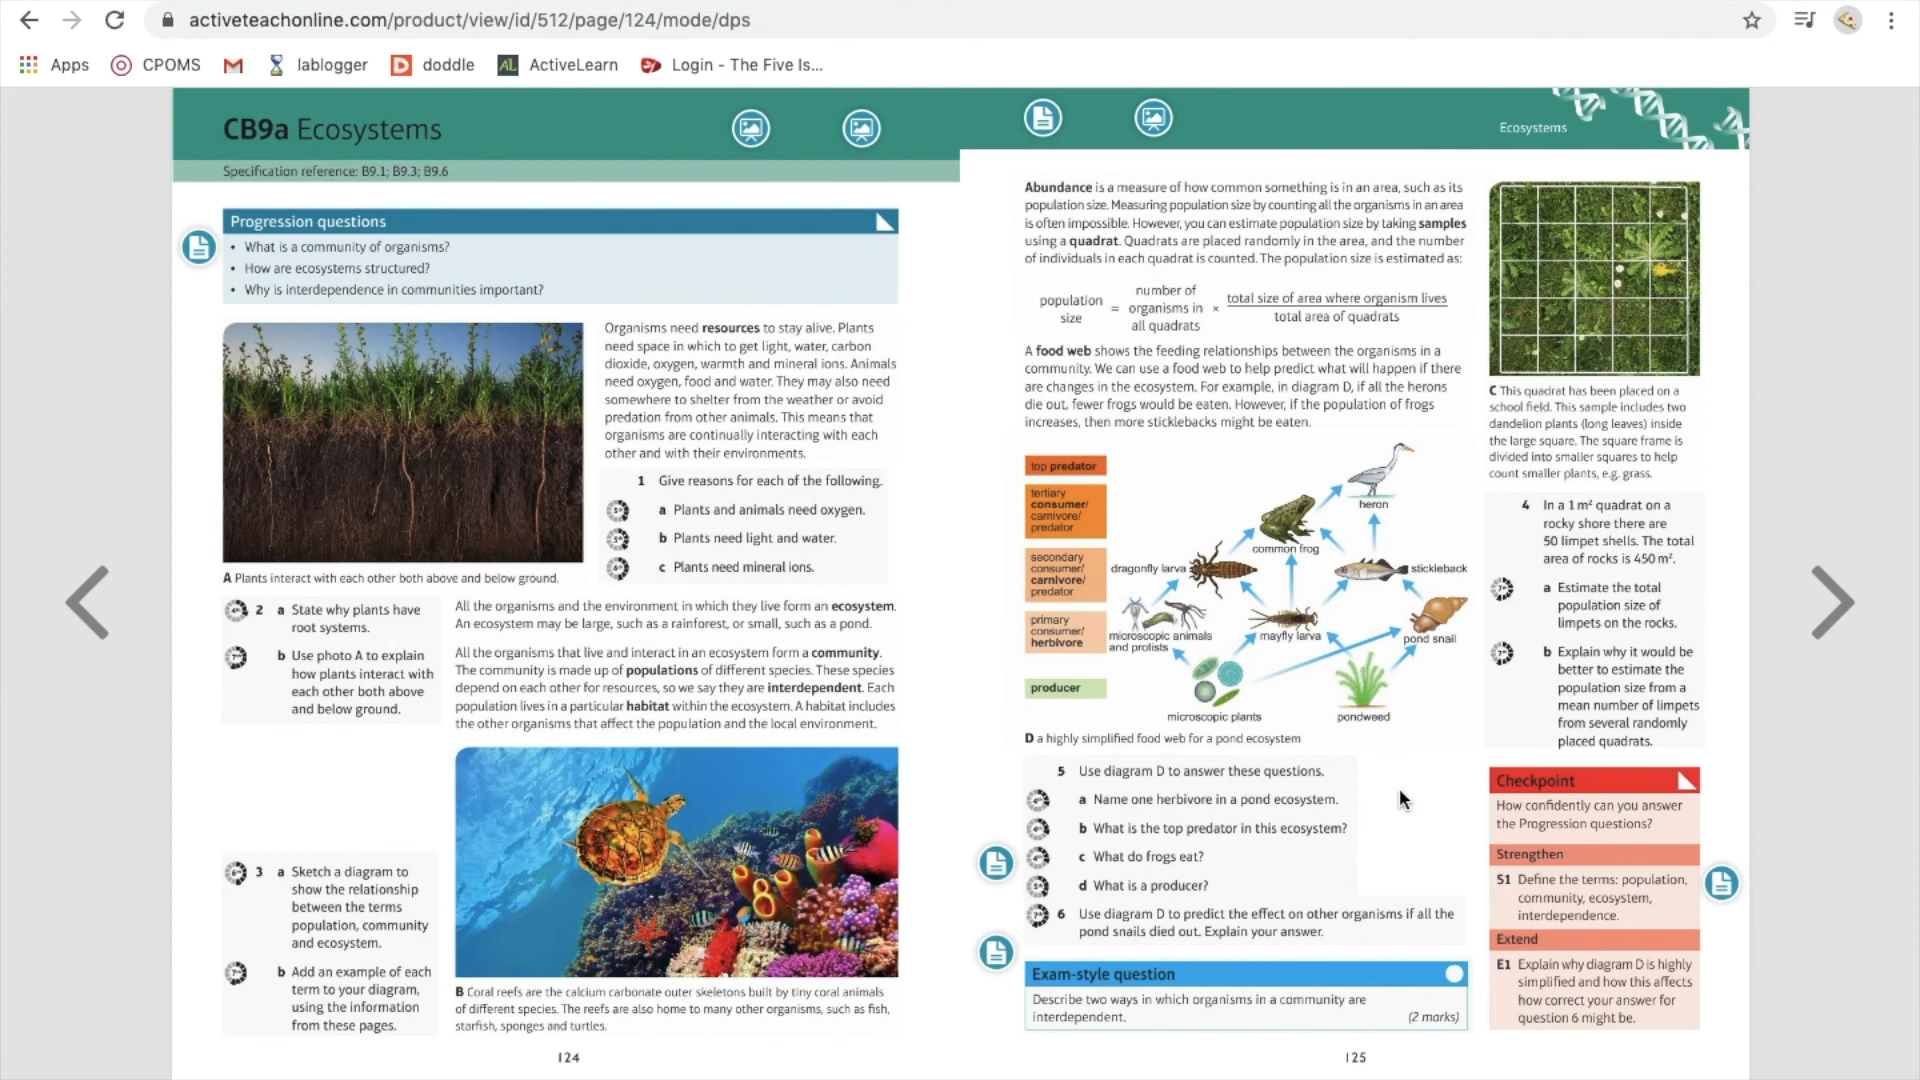 activeteachonline.com/product/view/id/512/page/124/mode/dps
Apps
CPOMS
lablogger
doddle
AL
ActiveLearn
Login - The Five Is...
CB9a Ecosystems
Specification reference: B9.1; B9.3; B9.6
Progression questions
• What is a community of organisms?
• How are ecosystems structured?
• Why is interdependence in communities important?
Organisms need resources to stay alive. Plants
need space in which to get light, water, carbon
dioxide, oxygen, warmth and mineral ions. Animals
need oxygen, food and water. They may also need
somewhere to shelter from the weather or avoid
predation from other animals. This means that
organisms are continually interacting with each
other and with their environments.
1 Give reasons for each of the following.
a Plants and animals need oxygen.
b Plants need light and water.
c Plants need mineral ions.
A Plants interact with each other both above and below ground.
2 a State why plants have
root systems.
b Use photo A to explain
how plants interact with
each other both above
and below ground.
All the organisms and the environment in which they live form an ecosystem.
An ecosystem may be large, such as a rainforest, or small, such as a pond.
All the organisms that live and interact in an ecosystem form a community.
The community is made up of populations of different species. These species
depend on each other for resources, so we say they are interdependent. Each
population lives in a particular habitat within the ecosystem. A habitat includes
the other organisms that affect the population and the local environment.
3 a Sketch a diagram to
show the relationship
between the terms
population, community
and ecosystem.
b Add an example of each
term to your diagram,
using the information
from these pages.
B Coral reefs are the calcium carbonate outer skeletons built by tiny coral animals
of different species. The reefs are also home to many other organisms, such as fish,
starfish, sponges and turtles.
124
Ecosystems
Abundance is a measure of how common something is in an area, such as its
population size. Measuring population size by counting all the organisms in an area
is often impossible. However, you can estimate population size by taking samples
using a quadrat. Quadrats are placed randomly in the area, and the number
of individuals in each quadrat is counted. The population size is estimated as:
population size = number of organisms in all quadrats × total size of area where organism lives / total area of quadrats
A food web shows the feeding relationships between the organisms in a
community. We can use a food web to help predict what will happen if there
are changes in the ecosystem. For example, in diagram D, if all the herons
die out, fewer frogs would be eaten. However, if the population of frogs
increases, then more sticklebacks might be eaten.
C This quadrat has been placed on a
school field. This sample includes two
dandelion plants (long leaves) inside
the large square. The square frame is
divided into smaller squares to help
count smaller plants, e.g. grass.
top predator
tertiary
consumer/
carnivore/
predator
secondary
consumer/
carnivore/
predator
primary
consumer/
herbivore
producer
heron
common frog
dragonfly larva
stickleback
microscopic animals
and protists
mayfly larva
pond snail
microscopic plants
pondweed
D a highly simplified food web for a pond ecosystem
4 In a 1 m² quadrat on a
rocky shore there are
50 limpet shells. The total
area of rocks is 450 m².
a Estimate the total
population size of
limpets on the rocks.
b Explain why it would be
better to estimate the
population size from a
mean number of limpets
from several randomly
placed quadrats.
5 Use diagram D to answer these questions.
a Name one herbivore in a pond ecosystem.
b What is the top predator in this ecosystem?
c What do frogs eat?
d What is a producer?
6 Use diagram D to predict the effect on other organisms if all the
pond snails died out. Explain your answer.
Exam-style question
Describe two ways in which organisms in a community are
interdependent. (2 marks)
Checkpoint
How confidently can you answer
the Progression questions?
Strengthen
S1 Define the terms: population,
community, ecosystem,
interdependence.
Extend
E1 Explain why diagram D is highly
simplified and how this affects
how correct your answer for
question 6 might be.
125